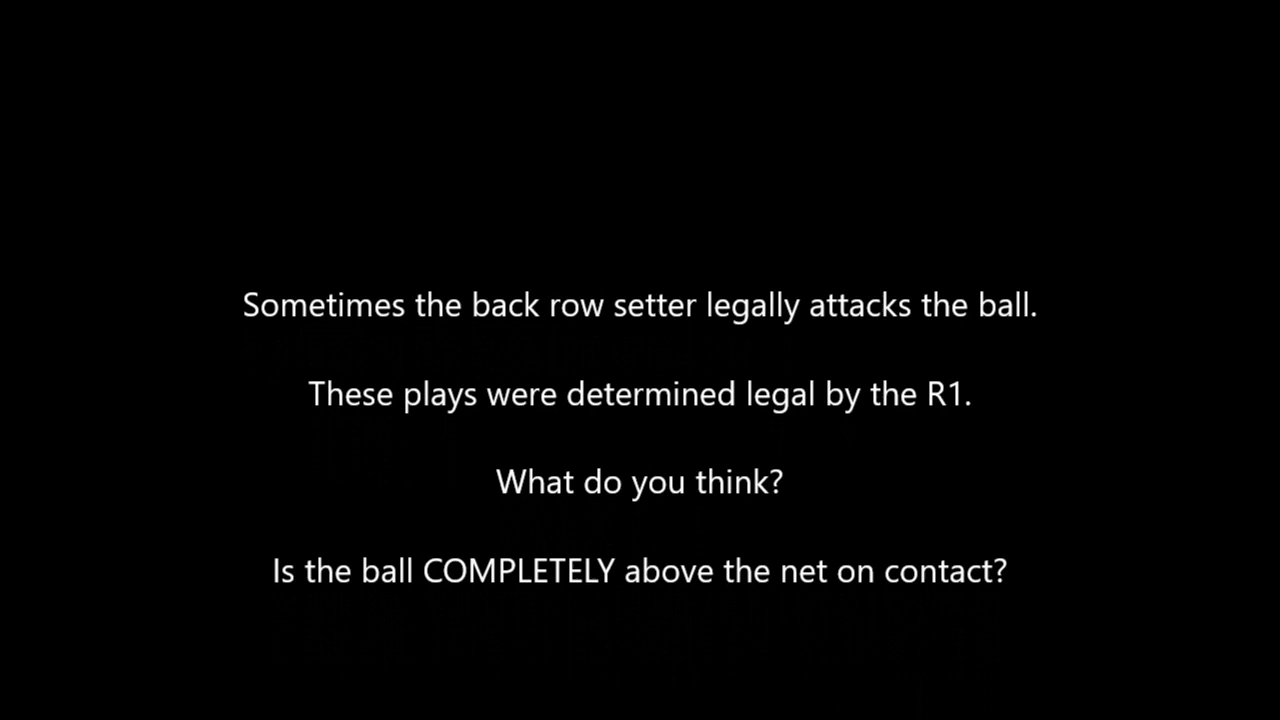 Sometimes the back row setter legally attacks the ball.
These plays were determined legal by the R1.
What do you think?
Is the ball COMPLETELY above the net on contact?